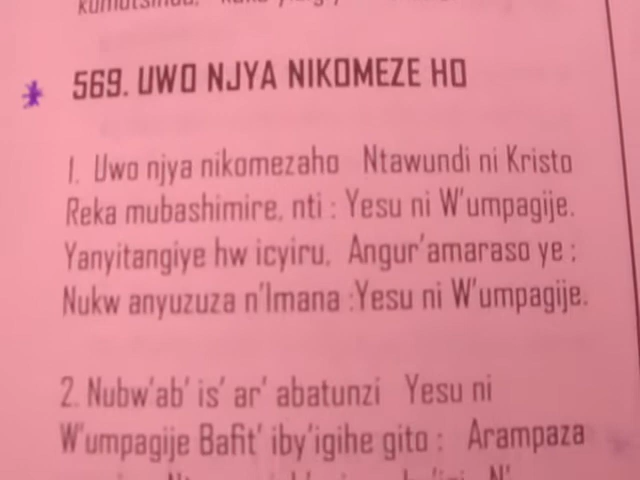 569. UWO NJYA NIKOMEZE HO
1. Uwo njya nikomezaho Ntawundi ni Kristo
Reka mubashimire, nti : Yesu ni W'umpagije.
Yanyitangiye hw icyiru, Angur'amaraso ye ;
Nukw anyuzuza n'Imana :Yesu ni W'umpagije.
2. Nubw'ab' is' ar' abatunzi Yesu ni
W'umpagije Bafit' iby'igihe gito : Arampaza